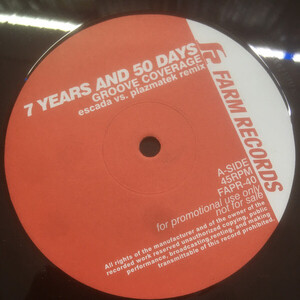 7 YEARS AND 50 DAYS
GROOVE COVERAGE
escada vs. plazmatek remix
FARM RECORDS
A-SIDE
45RPM
FAPR-40
for promotional use only
not for sale
All rights of the manufacturer and of the owner of the
recorded work reserved unauthorized copying, public
performance, broadcasting, renting, and making
transmittable of this record prohibited.